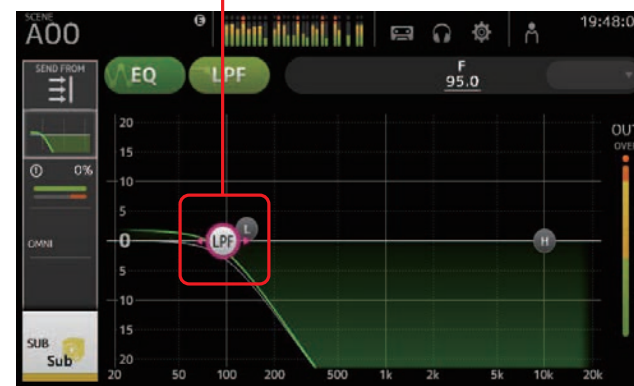 SCENE
A00
E
19:48:0
SEND FROM
EQ
LPF
F
95.0
20
OUT
OVER
15
0%
10
5
L
OMNI
0
LPF
H
5
10
15
SUB
Sub
20
20 50 100 200 500 1k 2k 5k 10k 20k